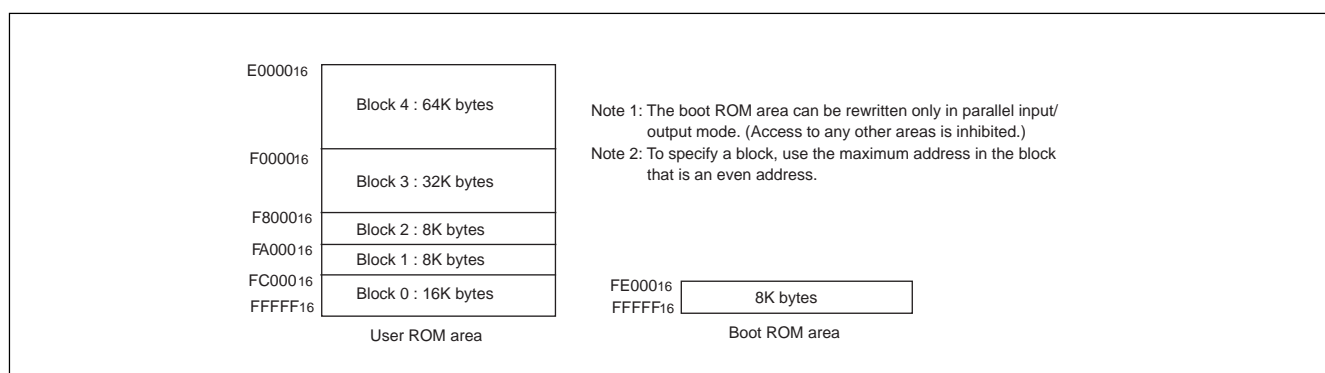 E000016
Block 4 : 64K bytes
F000016
Block 3 : 32K bytes
F800016
Block 2 : 8K bytes
FA00016
Block 1 : 8K bytes
FC00016
Block 0 : 16K bytes
FFFFF16
User ROM area
Note 1: The boot ROM area can be rewritten only in parallel input/
output mode. (Access to any other areas is inhibited.)
Note 2: To specify a block, use the maximum address in the block
that is an even address.
FE00016
8K bytes
FFFFF16
Boot ROM area